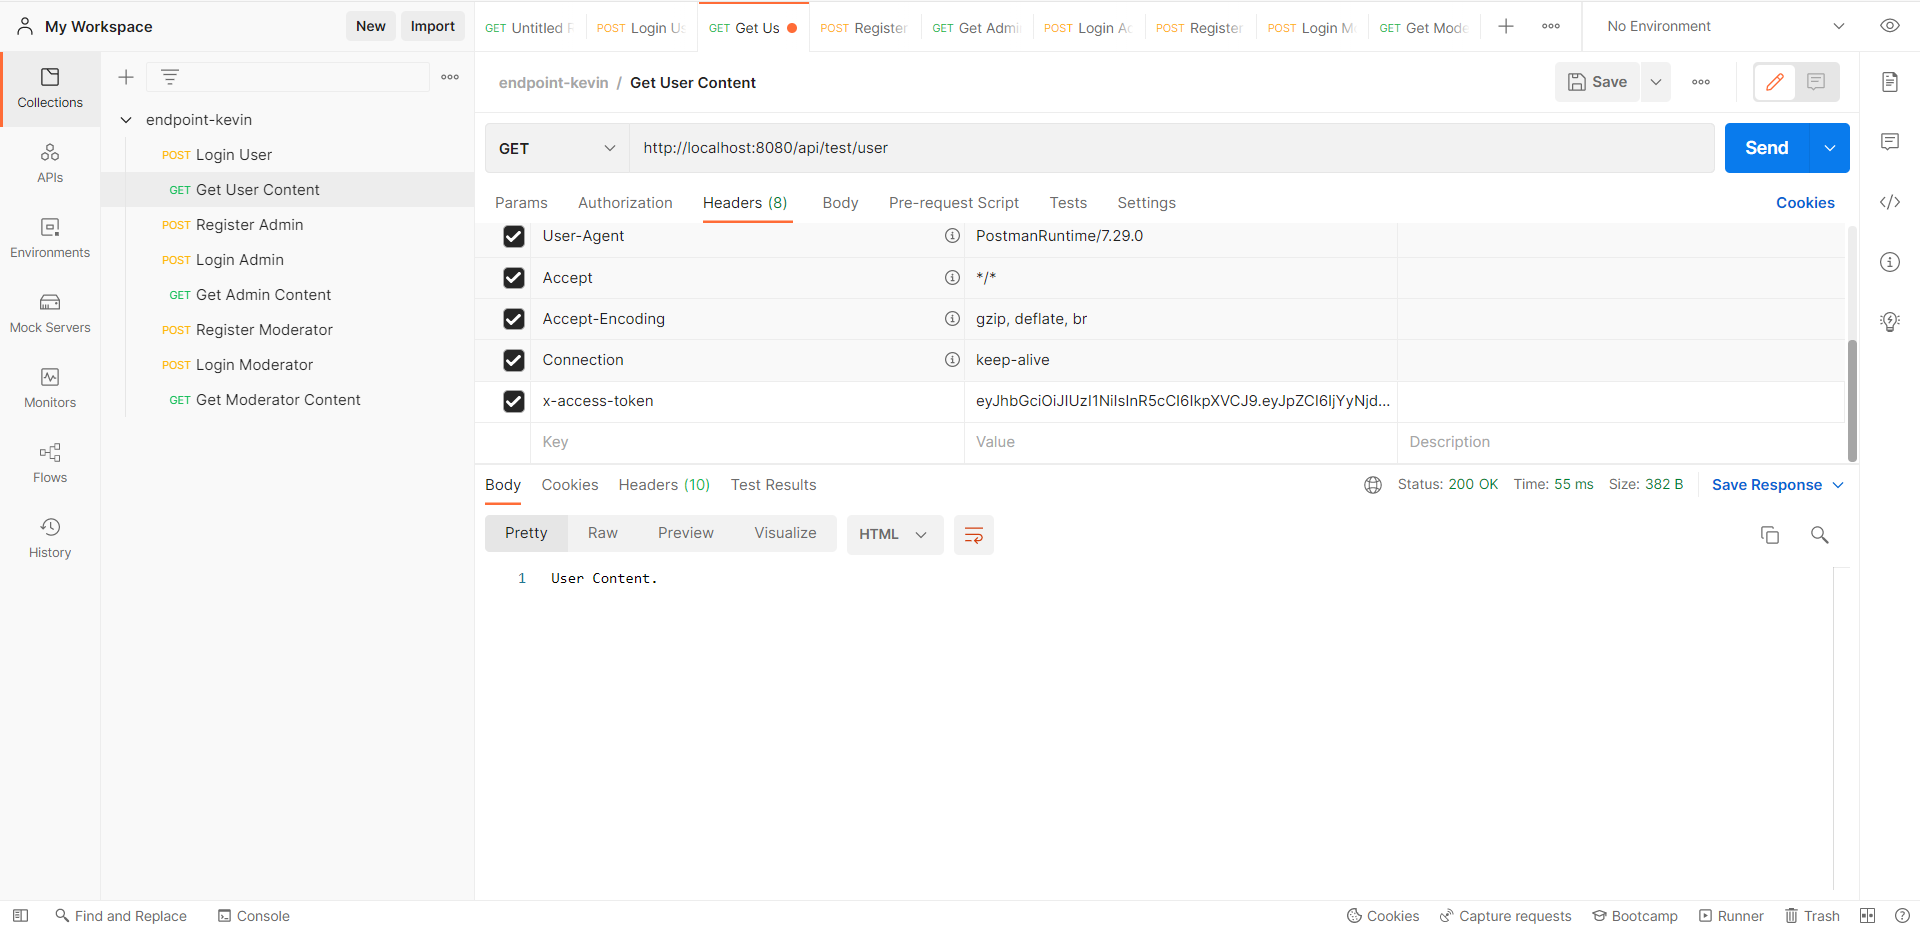 My Workspace
New
Import
GET Untitled
POST Login Us
GET Get Us
POST Register
GET Get Admi
POST Login Ad
POST Register
POST Login M
GET Get Mode
No Environment
Collections
APIs
Environments
Mock Servers
Monitors
Flows
History
endpoint-kevin
POST Login User
GET Get User Content
POST Register Admin
POST Login Admin
GET Get Admin Content
POST Register Moderator
POST Login Moderator
GET Get Moderator Content
endpoint-kevin / Get User Content
Save
GET
http://localhost:8080/api/test/user
Send
Params Authorization Headers (8) Body Pre-request Script Tests Settings
Cookies
User-Agent PostmanRuntime/7.29.0
Accept */*
Accept-Encoding gzip, deflate, br
Connection keep-alive
x-access-token eyJhbGciOiJIUzI1NiIsInR5cCI6IkpXVCJ9.eyJpZCI6IjYyNjd...
Key Value Description
Body Cookies Headers (10) Test Results
Status: 200 OK Time: 55 ms Size: 382 B
Save Response
Pretty Raw Preview Visualize
HTML
1 User Content.
Find and Replace
Console
Cookies
Capture requests
Bootcamp
Runner
Trash